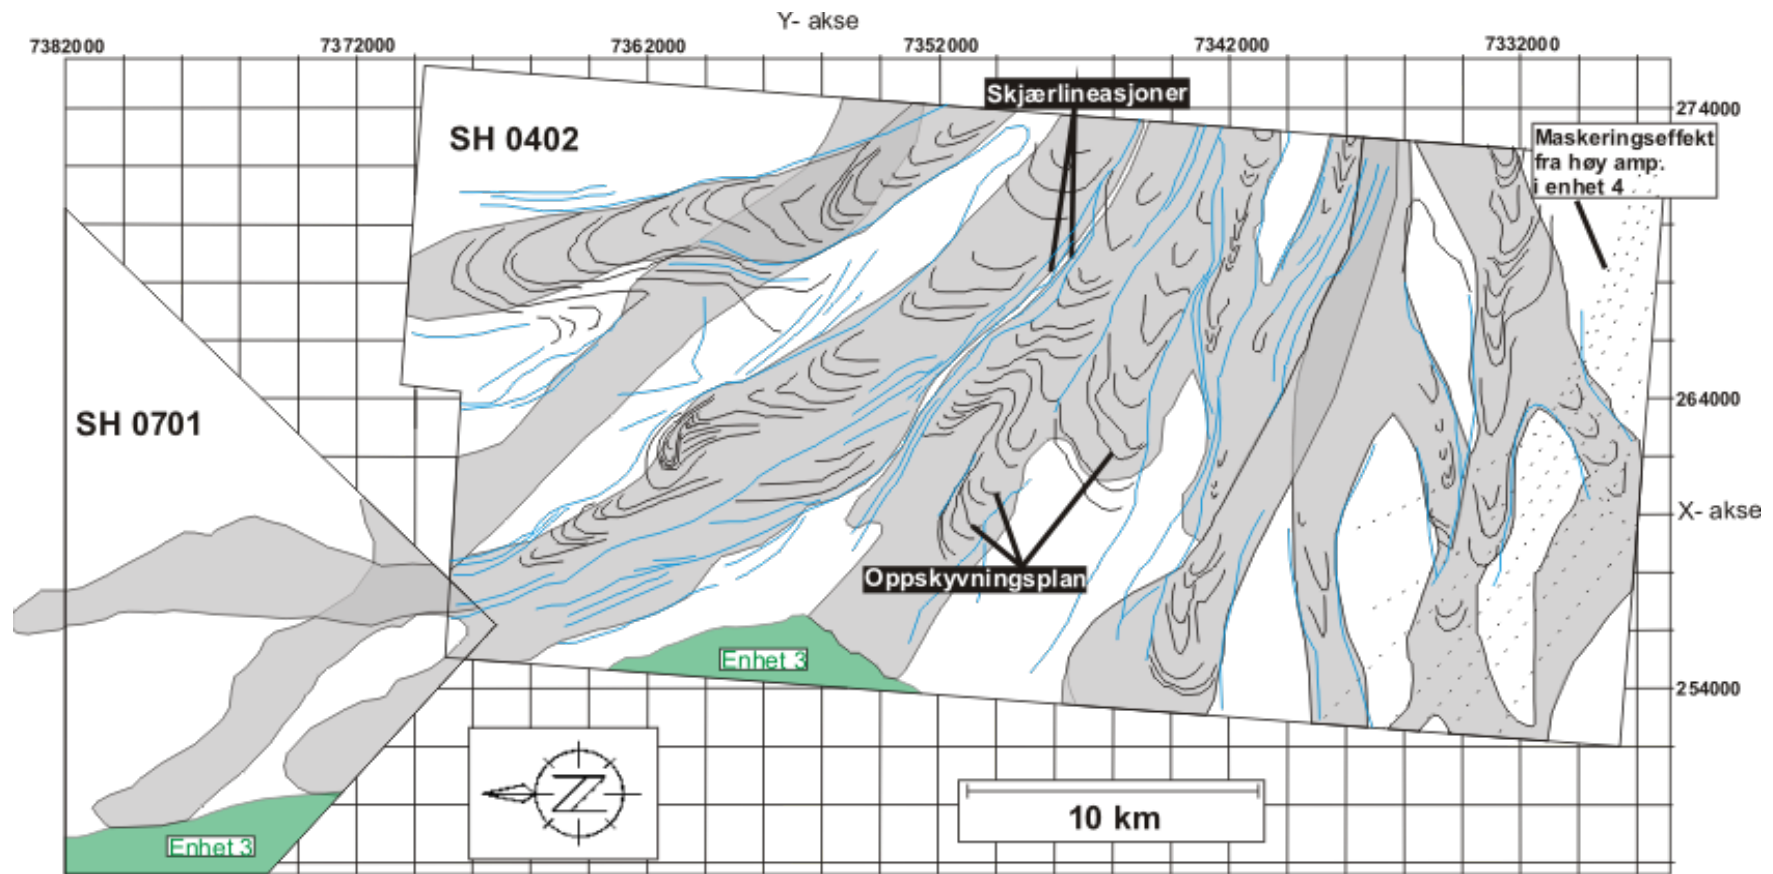 Y- akse
7382000 7372000 7362000 7352000 7342000 7332000
Skjærlineasjoner
274000
SH 0402
Maskeringseffekt
fra høy amp.
i enhet 4
264000
SH 0701
X- akse
Oppskyvningsplan
Enhet 3
254000
Z
10 km
Enhet 3